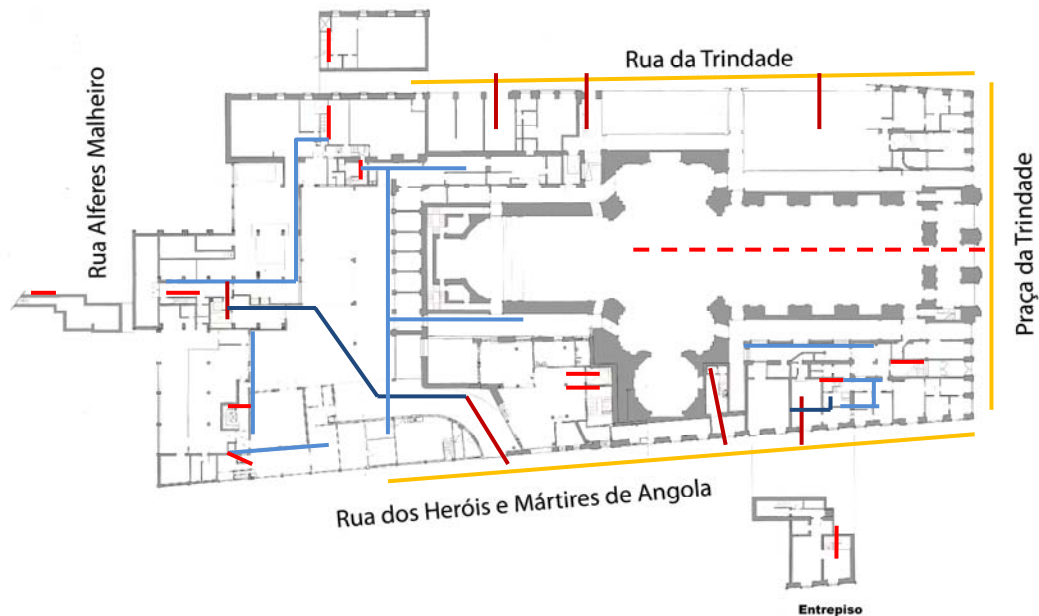 Rua da Trindade
Rua Alferes Malheiro
Praça da Trindade
Rua dos Heróis e Mártires de Angola
Entrepiso